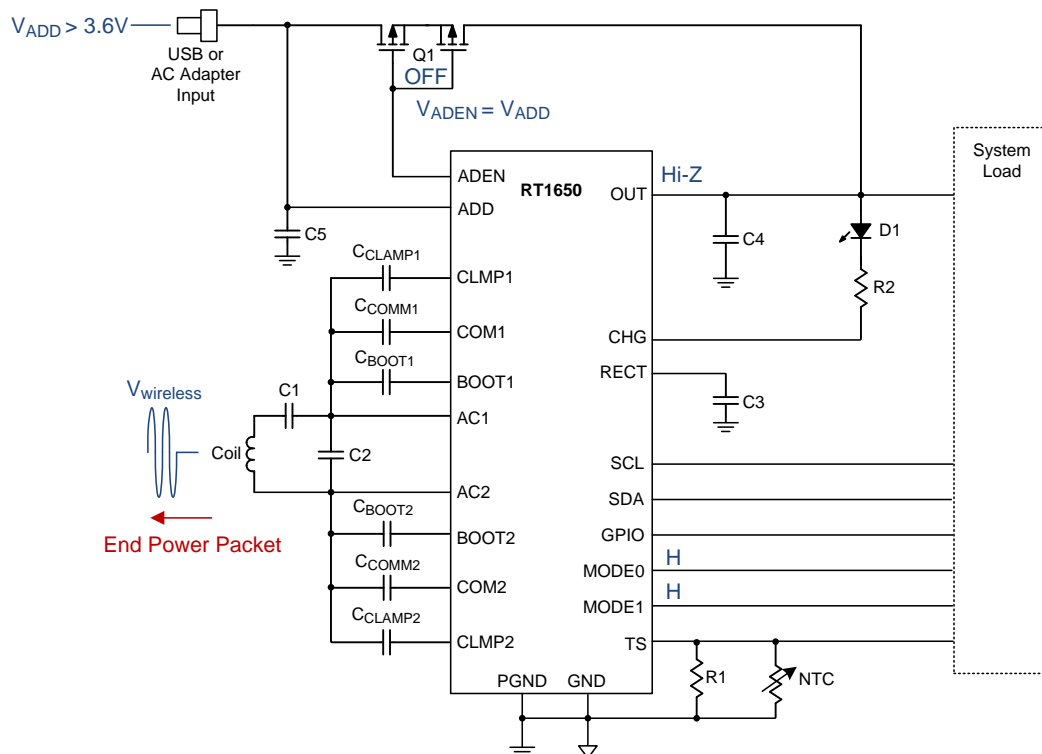 VADD > 3.6V
USB or
AC Adapter
Input
Q1
OFF
VADEN = VADD
System
Load
ADEN
RT1650
Hi-Z
OUT
ADD
C5
C4
D1
CCLAMP1
CLMP1
R2
CCOMM1
COM1
CHG
CBOOT1
BOOT1
RECT
Vwireless
C1
C3
AC1
Coil
C2
SCL
AC2
SDA
CBOOT2
End Power Packet
BOOT2
GPIO
H
MODE0
CCOMM2
COM2
H
MODE1
CCLAMP2
CLMP2
TS
PGND
GND
R1
NTC